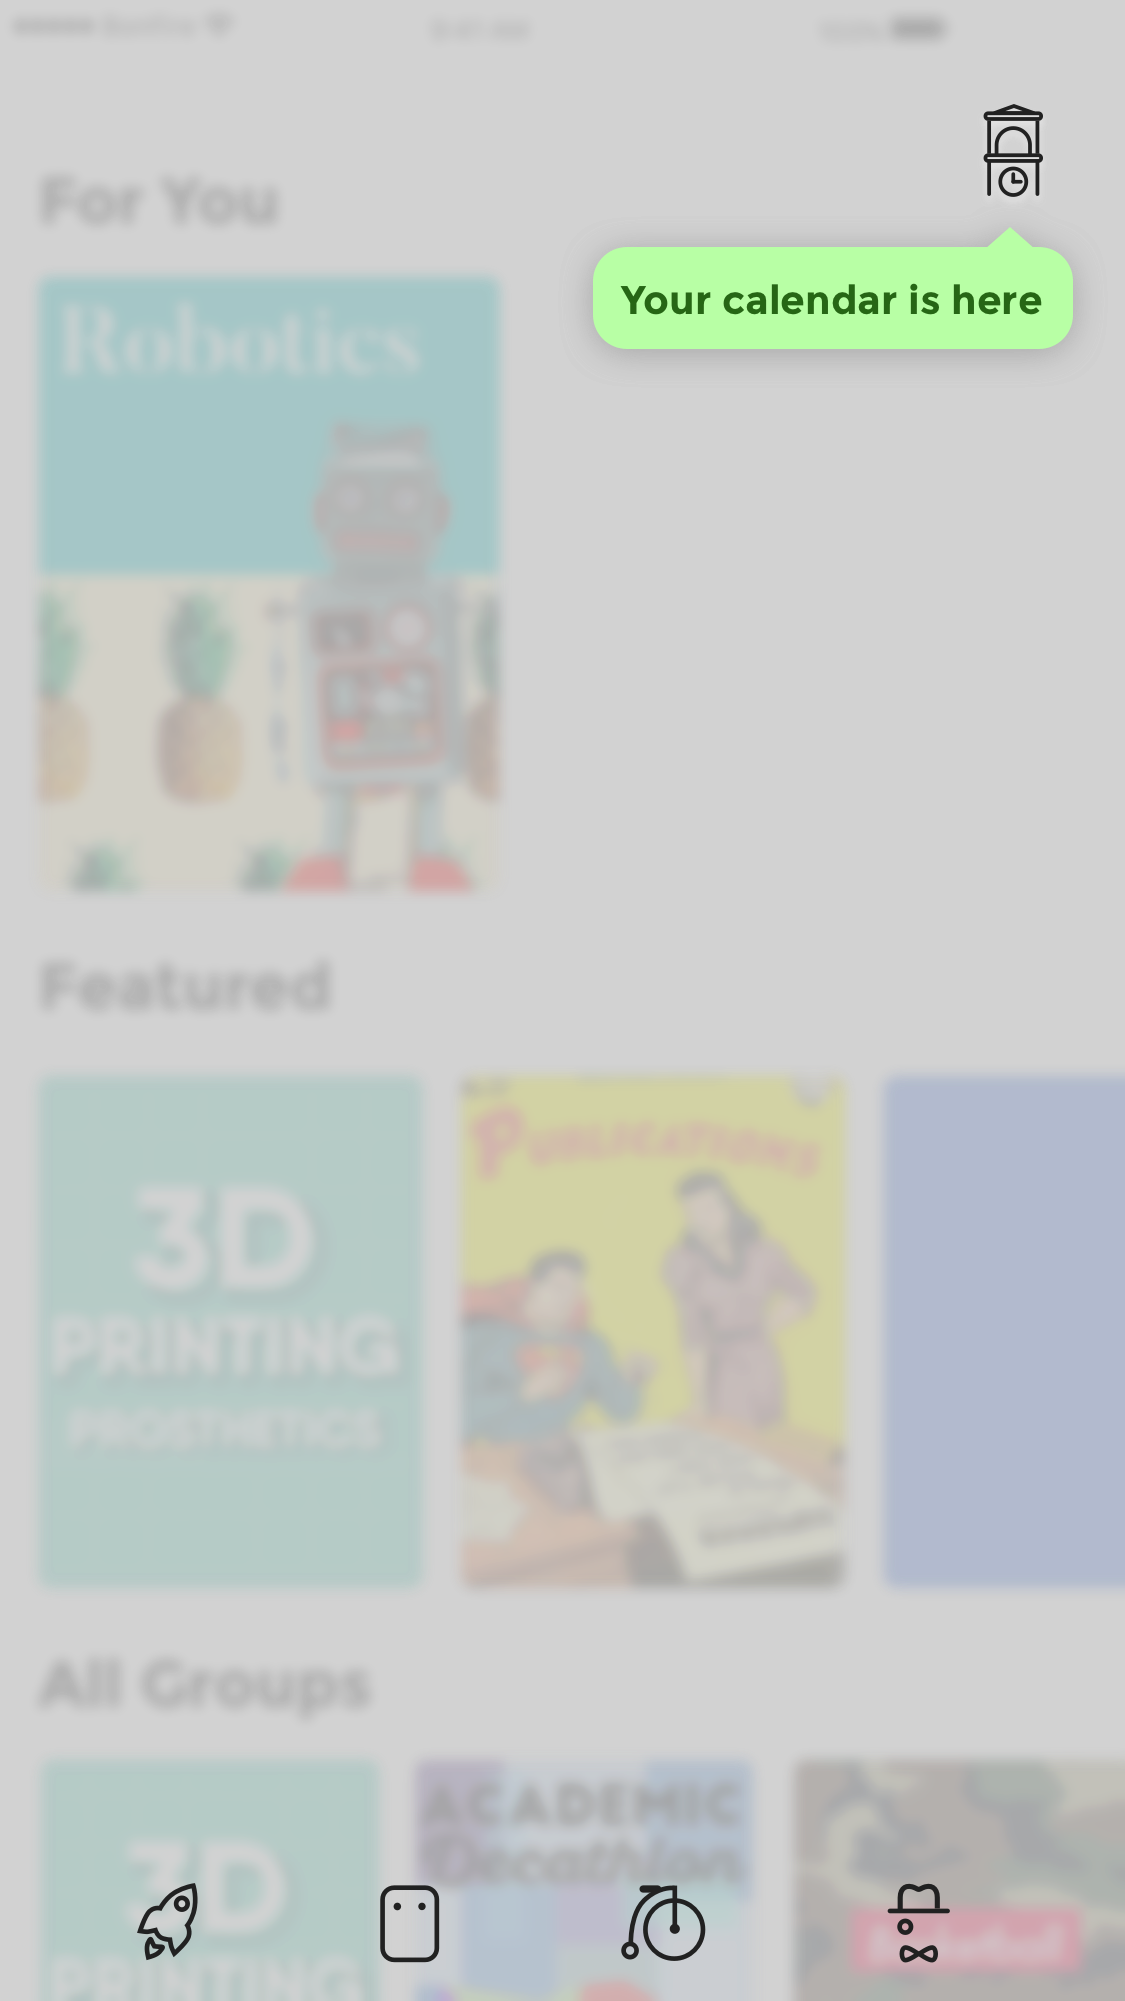 For You
Your calendar is here
Robotics
Featured
3D
PRINTING
PROSTHETICS
PUBLICATIONS
All Groups
3D
PRINTING
ACADEMIC
Decathlon